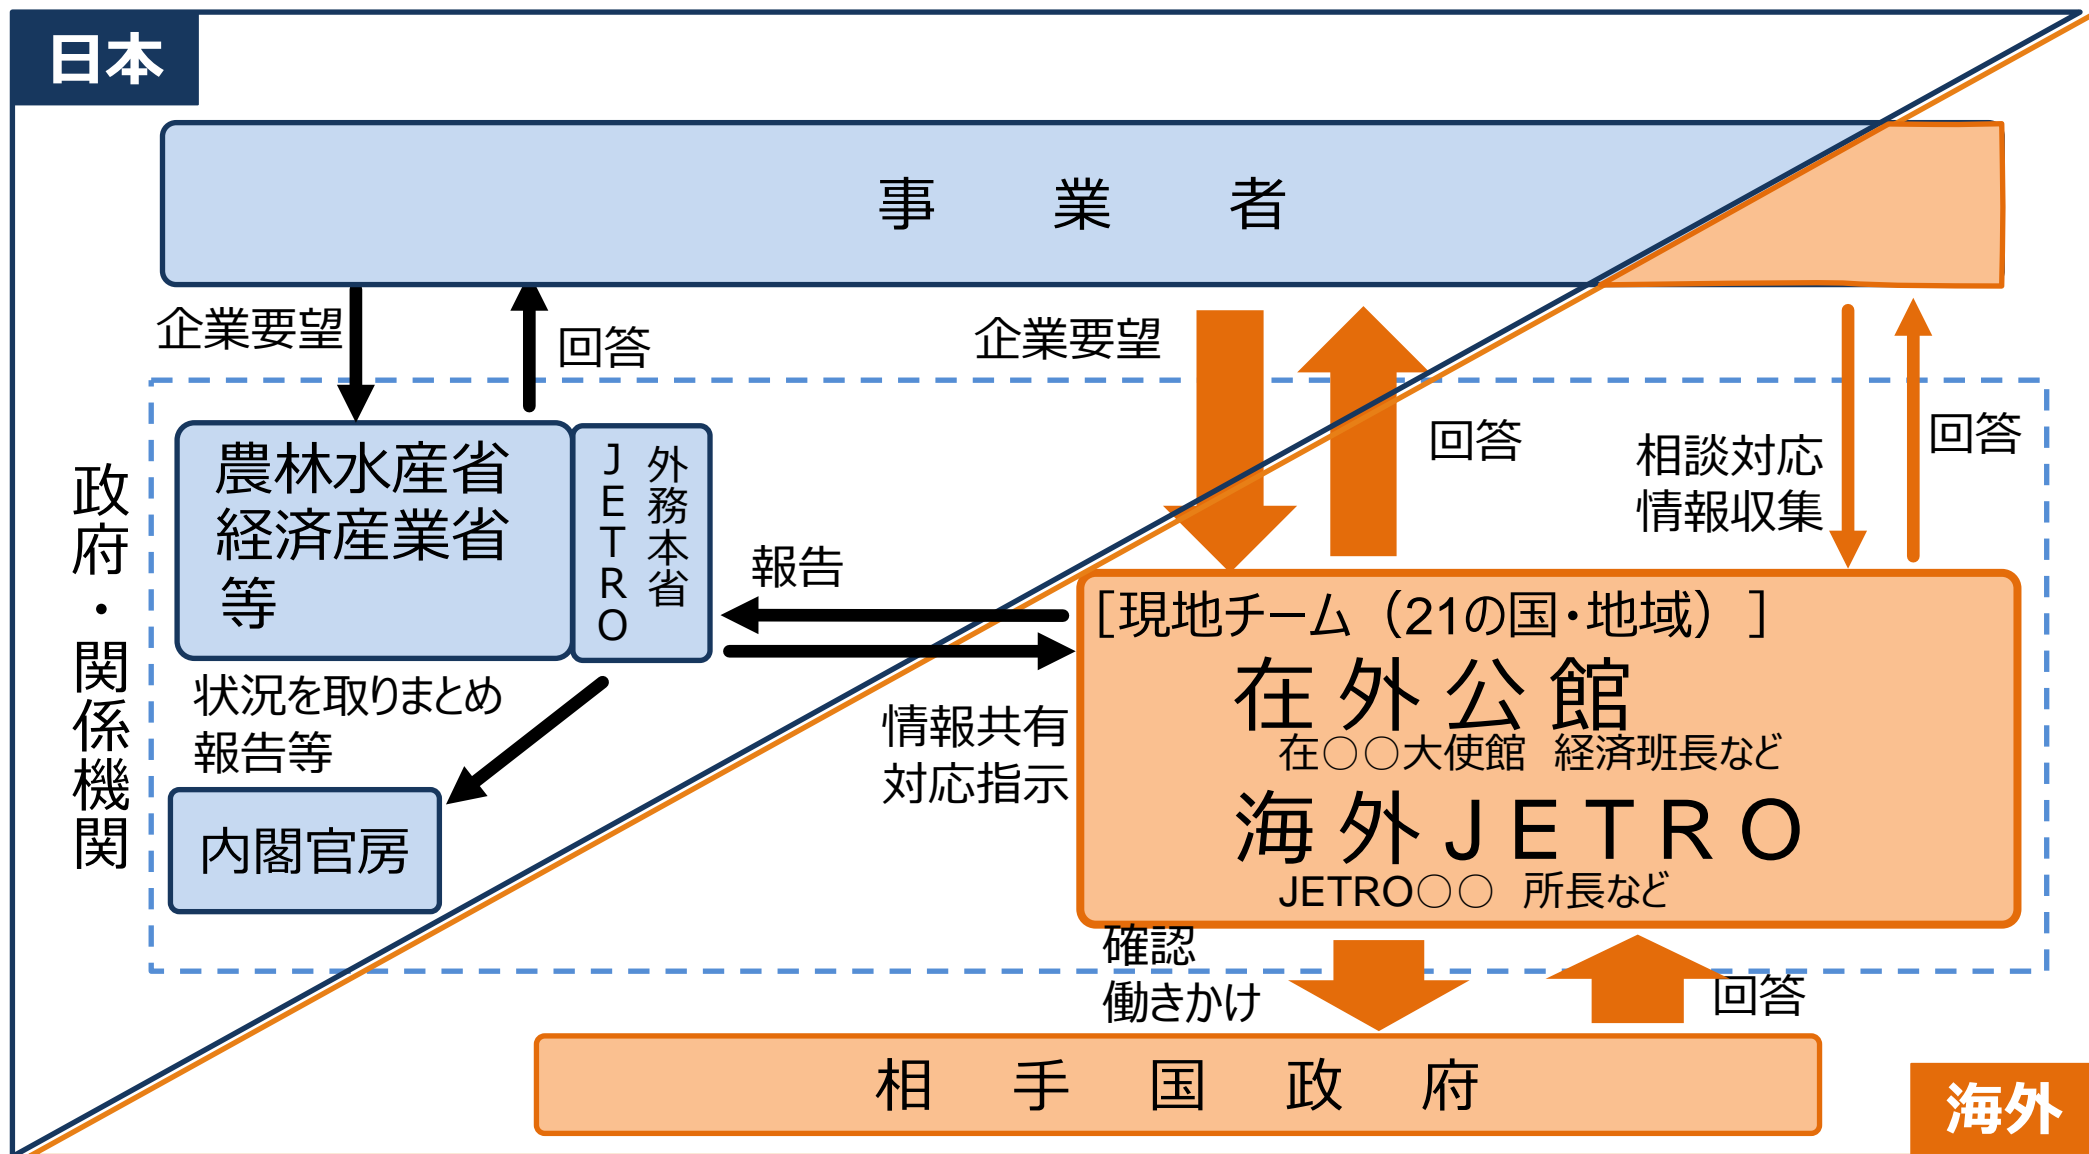 日本
事業者
企業要望
回答
企業要望
回答
相談対応
情報収集
回答
政府・関係機関
農林水産省
経済産業省
等
外務本省
JETRO
報告
情報共有
対応指示
状況を取りまとめ
報告等
内閣官房
［現地チーム（21の国・地域）］
在外公館
在○○大使館　経済班長など
海外JETRO
JETRO○○　所長など
確認
働きかけ
回答
相手国政府
海外